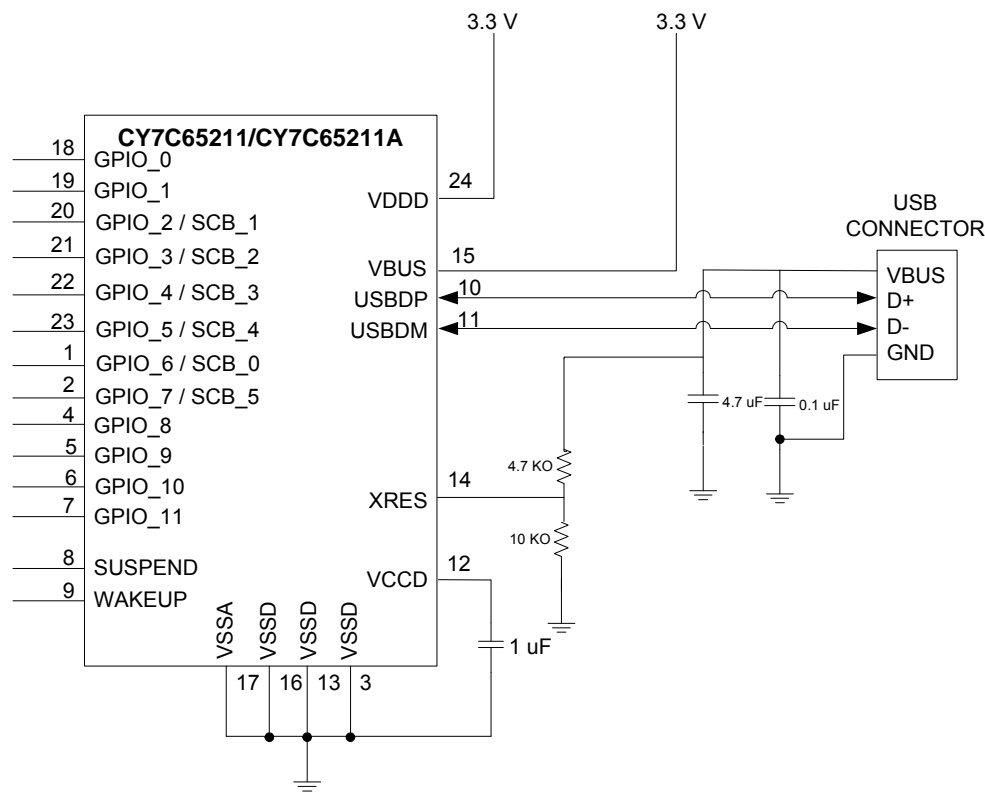 3.3 V
3.3 V
CY7C65211/CY7C65211A
18
GPIO_0
19
GPIO_1
20
GPIO_2 / SCB_1
21
GPIO_3 / SCB_2
22
GPIO_4 / SCB_3
23
GPIO_5 / SCB_4
1
GPIO_6 / SCB_0
2
GPIO_7 / SCB_5
4
GPIO_8
5
GPIO_9
6
GPIO_10
7
GPIO_11
8
SUSPEND
9
WAKEUP
VDDD
24
VBUS
15
USBDP
10
USBDM
11
XRES
14
VCCD
12
VSSA
VSSD
VSSD
VSSD
17
16
13
3
1 uF
4.7 KO
10 KO
4.7 uF
0.1 uF
USB
CONNECTOR
VBUS
D+
D-
GND